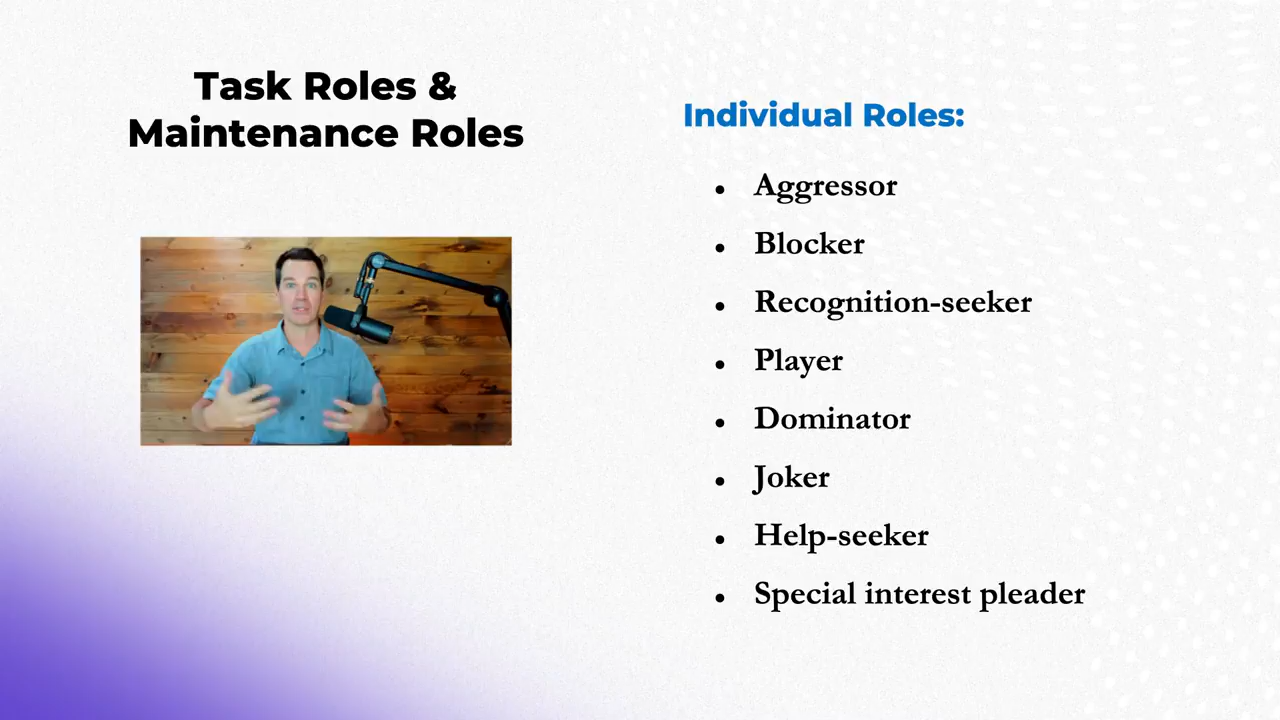 Task Roles &
Maintenance Roles
Individual Roles:
• Aggressor
• Blocker
• Recognition-seeker
• Player
• Dominator
• Joker
• Help-seeker
• Special interest pleader